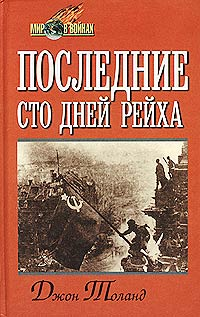 МИР В ВОЙНАХ
ПОСЛЕДНИЕ
СТО ДНЕЙ РЕЙХА
Джон Толанд